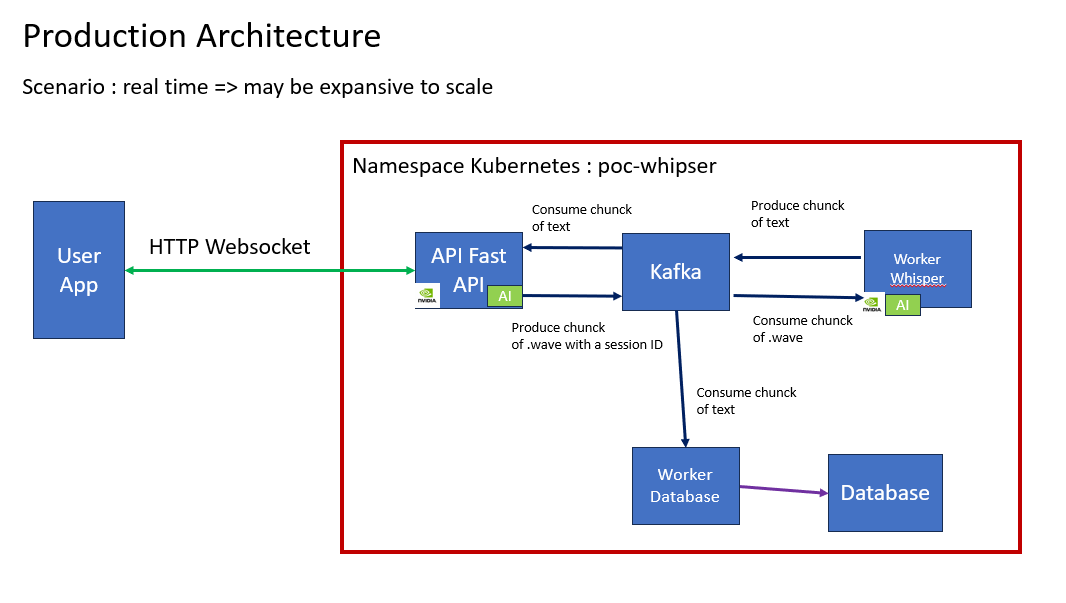 Production Architecture
Scenario : real time => may be expansive to scale
Namespace Kubernetes : poc-whipser
User
App
HTTP Websocket
Consume chunck
of text
API Fast
API
NVIDIA
AI
Produce chunck
of .wave with a session ID
Kafka
Produce chunck
of text
Worker
Whisper
NVIDIA
AI
Consume chunck
of .wave
Consume chunck
of text
Worker
Database
Database